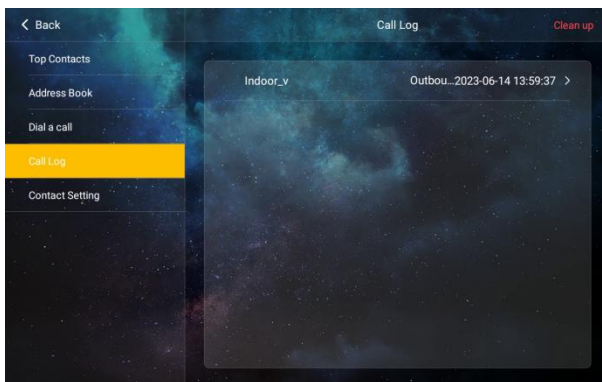 Back
Call Log
Clean up
Top Contacts
Address Book
Dial a call
Call Log
Contact Setting
Indoor_v
Outbou...2023-06-14 13:59:37